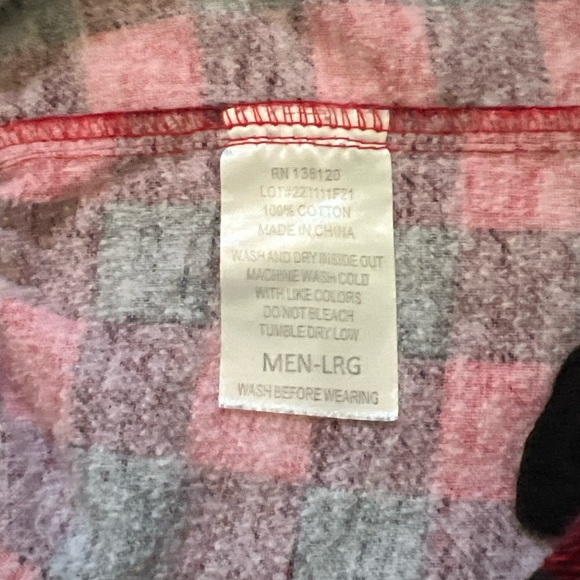 RN 136120
LOT#221111F21
100% COTTON
MADE IN CHINA
WASH AND DRY INSIDE OUT
MACHINE WASH COLD
WITH LIKE COLORS
DO NOT BLEACH
TUMBLE DRY LOW
MEN-LRG
WASH BEFORE WEARING